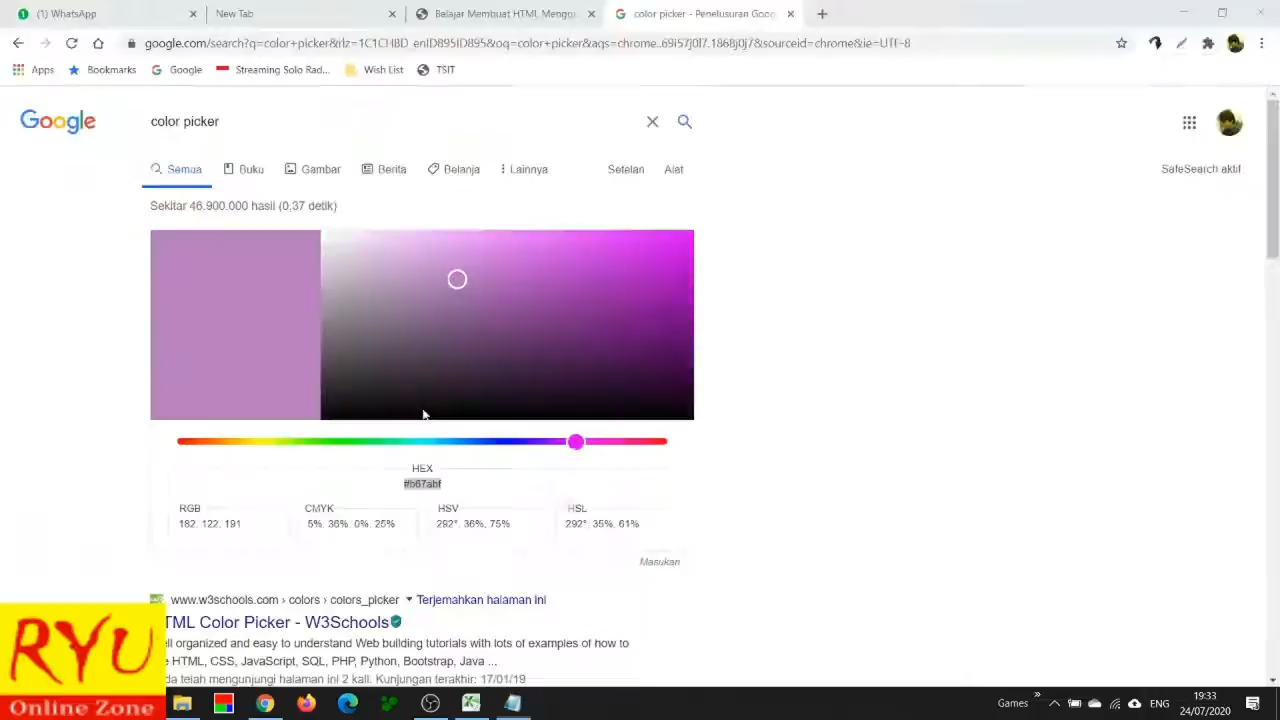 (1) WhatsApp
New Tab
Belajar Membuat HTML Menggu
color picker - Penelusuran Goog
google.com/search?q=color+picker&rlz=1C1CHBD_enID895ID895&oq=color+picker&aqs=chrome..69i57j0l7.1868j0j7&sourceid=chrome&ie=UTF-8
Apps
Bookmarks
Google
Streaming Solo Rad...
Wish List
TSIT
Google
color picker
Semua
Buku
Gambar
Berita
Belanja
Lainnya
Setelan
Alat
SafeSearch aktif
Sekitar 46.900.000 hasil (0,37 detik)
HEX
#b67abf
RGB
182, 122, 191
CMYK
5%, 36%, 0%, 25%
HSV
292°, 36%, 75%
HSL
292°, 35%, 61%
Masukan
www.w3schools.com › colors › colors_picker
Terjemahkan halaman ini
TML Color Picker - W3Schools
ell organized and easy to understand Web building tutorials with lots of examples of how to
e HTML, CSS, JavaScript, SQL, PHP, Python, Bootstrap, Java ...
da telah mengunjungi halaman ini 2 kali. Kunjungan terakhir: 17/01/19
RYU
Online Zone
Games
ENG
19:33
24/07/2020